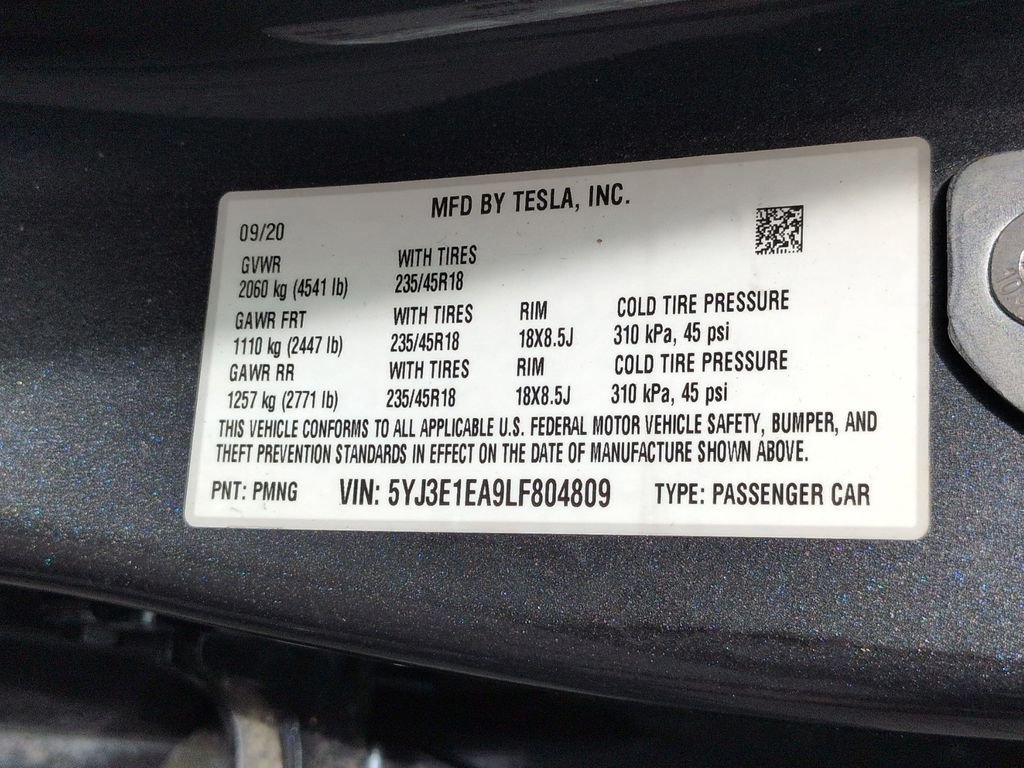 MFD BY TESLA, INC.
09/20
GVWR WITH TIRES
2060 kg (4541 lb) 235/45R18
GAWR FRT WITH TIRES RIM COLD TIRE PRESSURE
1110 kg (2447 lb) 235/45R18 18X8.5J 310 kPa, 45 psi
GAWR RR WITH TIRES RIM COLD TIRE PRESSURE
1257 kg (2771 lb) 235/45R18 18X8.5J 310 kPa, 45 psi
THIS VEHICLE CONFORMS TO ALL APPLICABLE U.S. FEDERAL MOTOR VEHICLE SAFETY, BUMPER, AND
THEFT PREVENTION STANDARDS IN EFFECT ON THE DATE OF MANUFACTURE SHOWN ABOVE.
PNT: PMNG VIN: 5YJ3E1EA9LF804809 TYPE: PASSENGER CAR